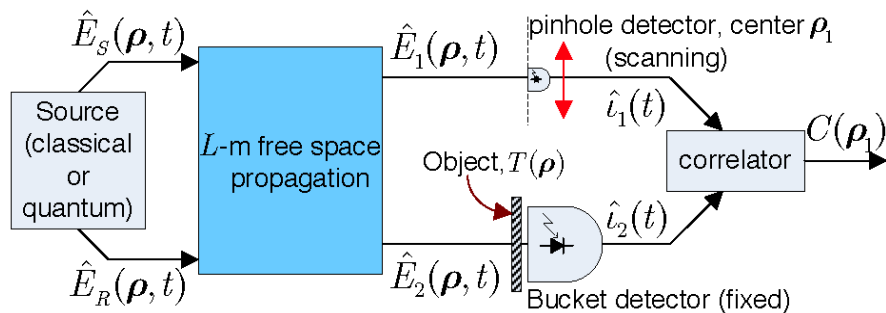 Ê_S(ρ, t)
Ê_1(ρ, t)
pinhole detector, center ρ_1
(scanning)
Source
(classical
or
quantum)
L-m free space
propagation
î_1(t)
C(ρ_1)
correlator
Object, T(ρ)
î_2(t)
Ê_R(ρ, t)
Ê_2(ρ, t)
Bucket detector (fixed)